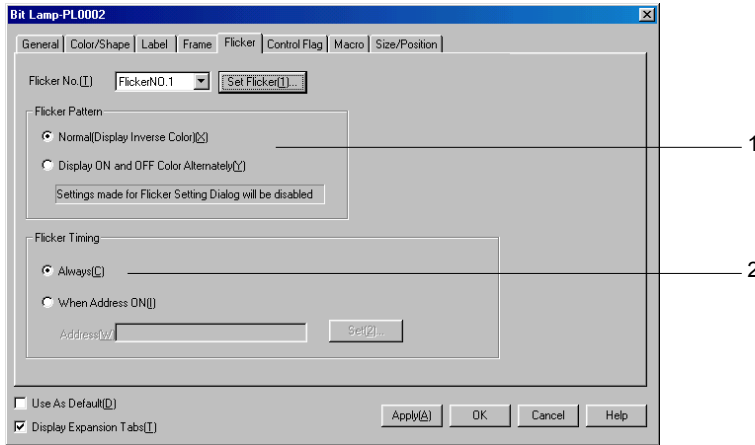 Bit Lamp-PL0002
General Color/Shape Label Frame Flicker Control Flag Macro Size/Position
Flicker No.(T) FlickerNO.1 Set Flicker(1)...
Flicker Pattern
Normal(Display Inverse Color)(X)
1
Display ON and OFF Color Alternately(Y)
Settings made for Flicker Setting Dialog will be disabled
Flicker Timing
Always(C)
2
When Address ON(I)
Address(W) Set(2)...
Use As Default(D)
Display Expansion Tabs(T)
Apply(A) OK Cancel Help